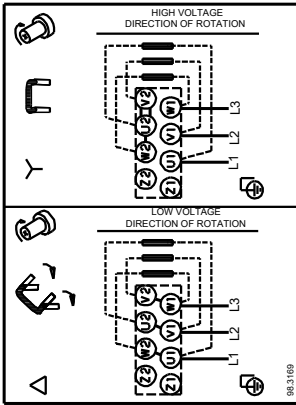 HIGH VOLTAGE
DIRECTION OF ROTATION
V2 W1 L3
U2 V1 L2
W2 U1 L1
Z2 Z1
LOW VOLTAGE
DIRECTION OF ROTATION
V2 W1 L3
U2 V1 L2
W2 U1 L1
Z2 Z1
98.3169